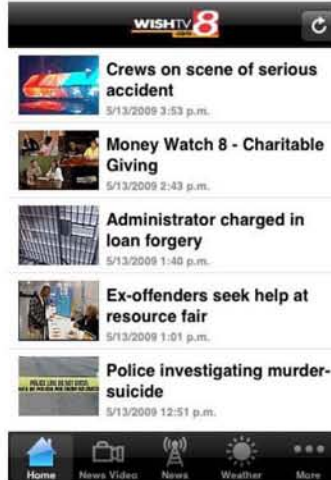 WISHTV 8
Crews on scene of serious
accident
5/13/2009 3:53 p.m.
Money Watch 8 - Charitable
Giving
5/13/2009 2:43 p.m.
Administrator charged in
loan forgery
5/13/2009 1:40 p.m.
Ex-offenders seek help at
resource fair
5/13/2009 1:01 p.m.
Police investigating murder-
suicide
5/13/2009 12:51 p.m.
Home News Video News Weather More